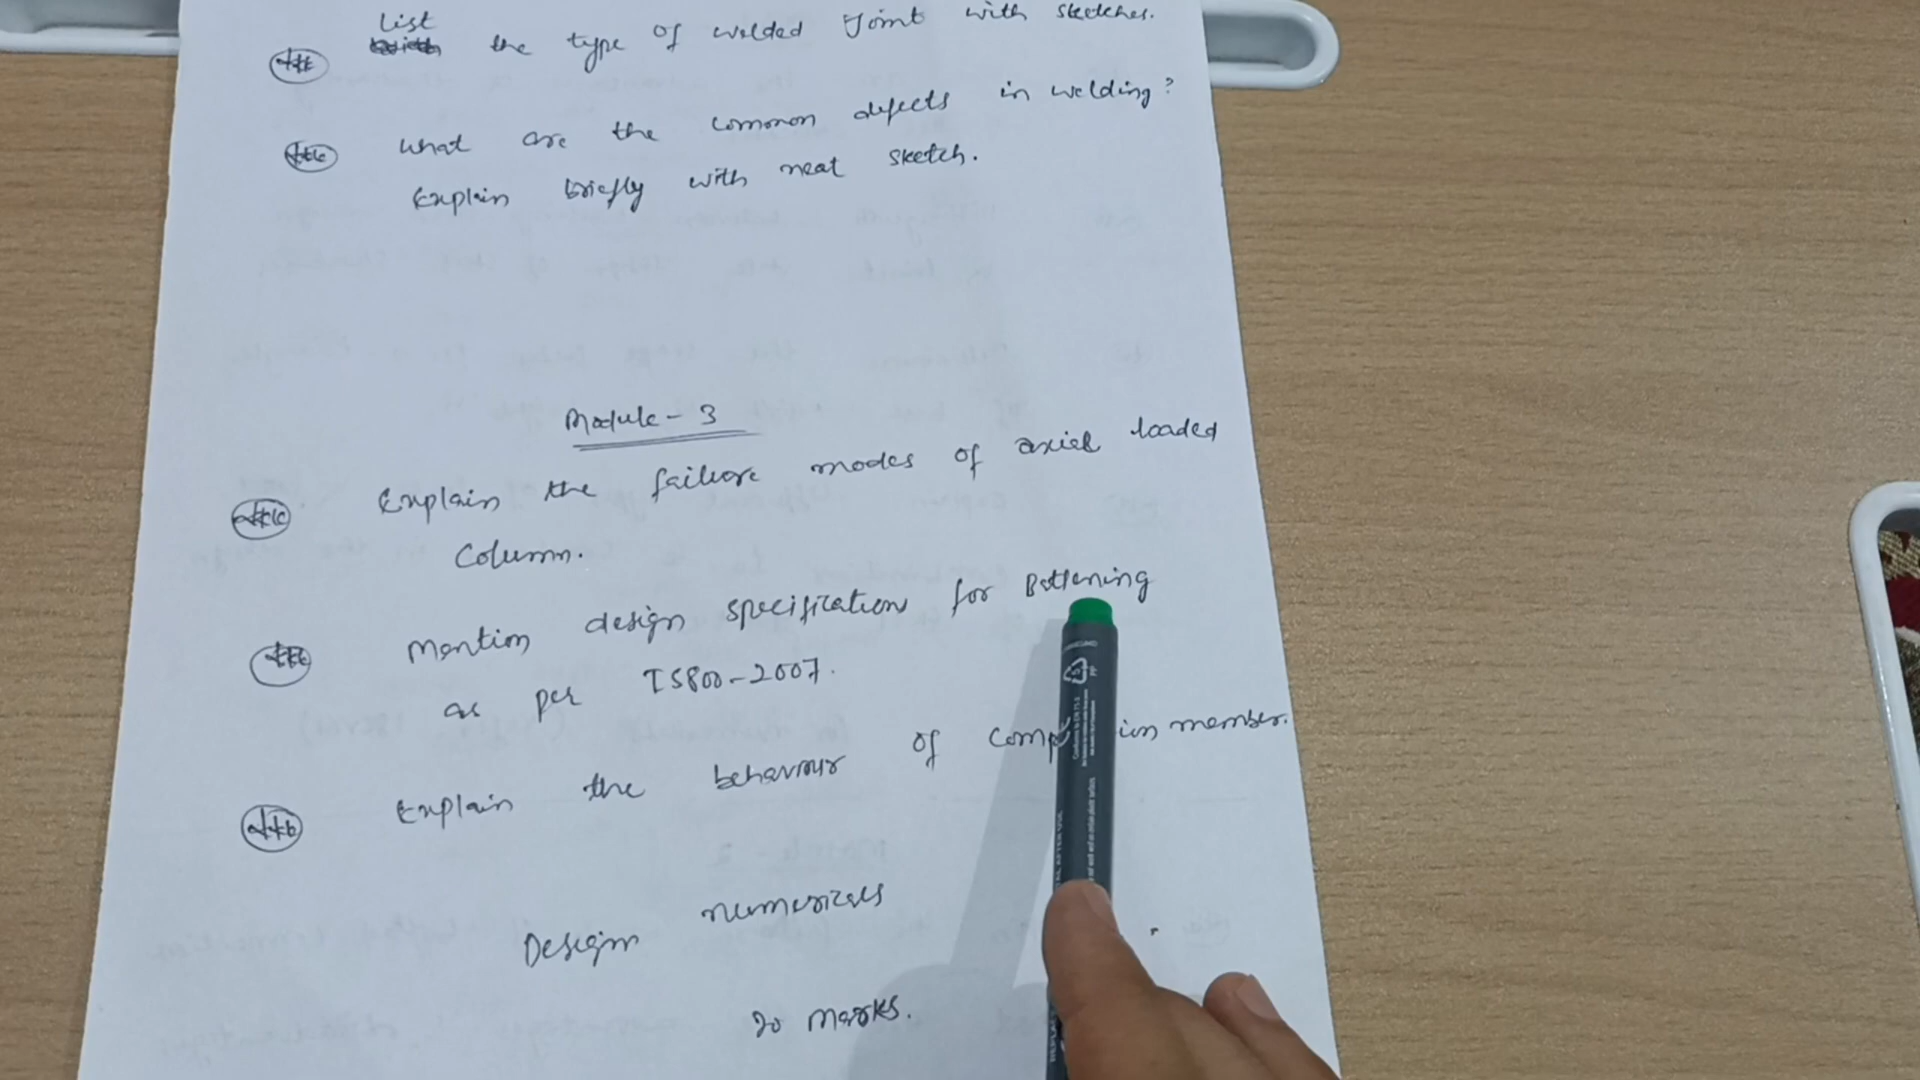 List
the type of welded Joint with sketches.
What are the common defects in welding?
Explain briefly with neat sketch.
Module - 3
Explain the failure modes of axial loaded
Column.
Mention design specification for Bettening
as per IS800-2007.
Explain the behaviour of comp ion member.
Design numericals
20 marks.